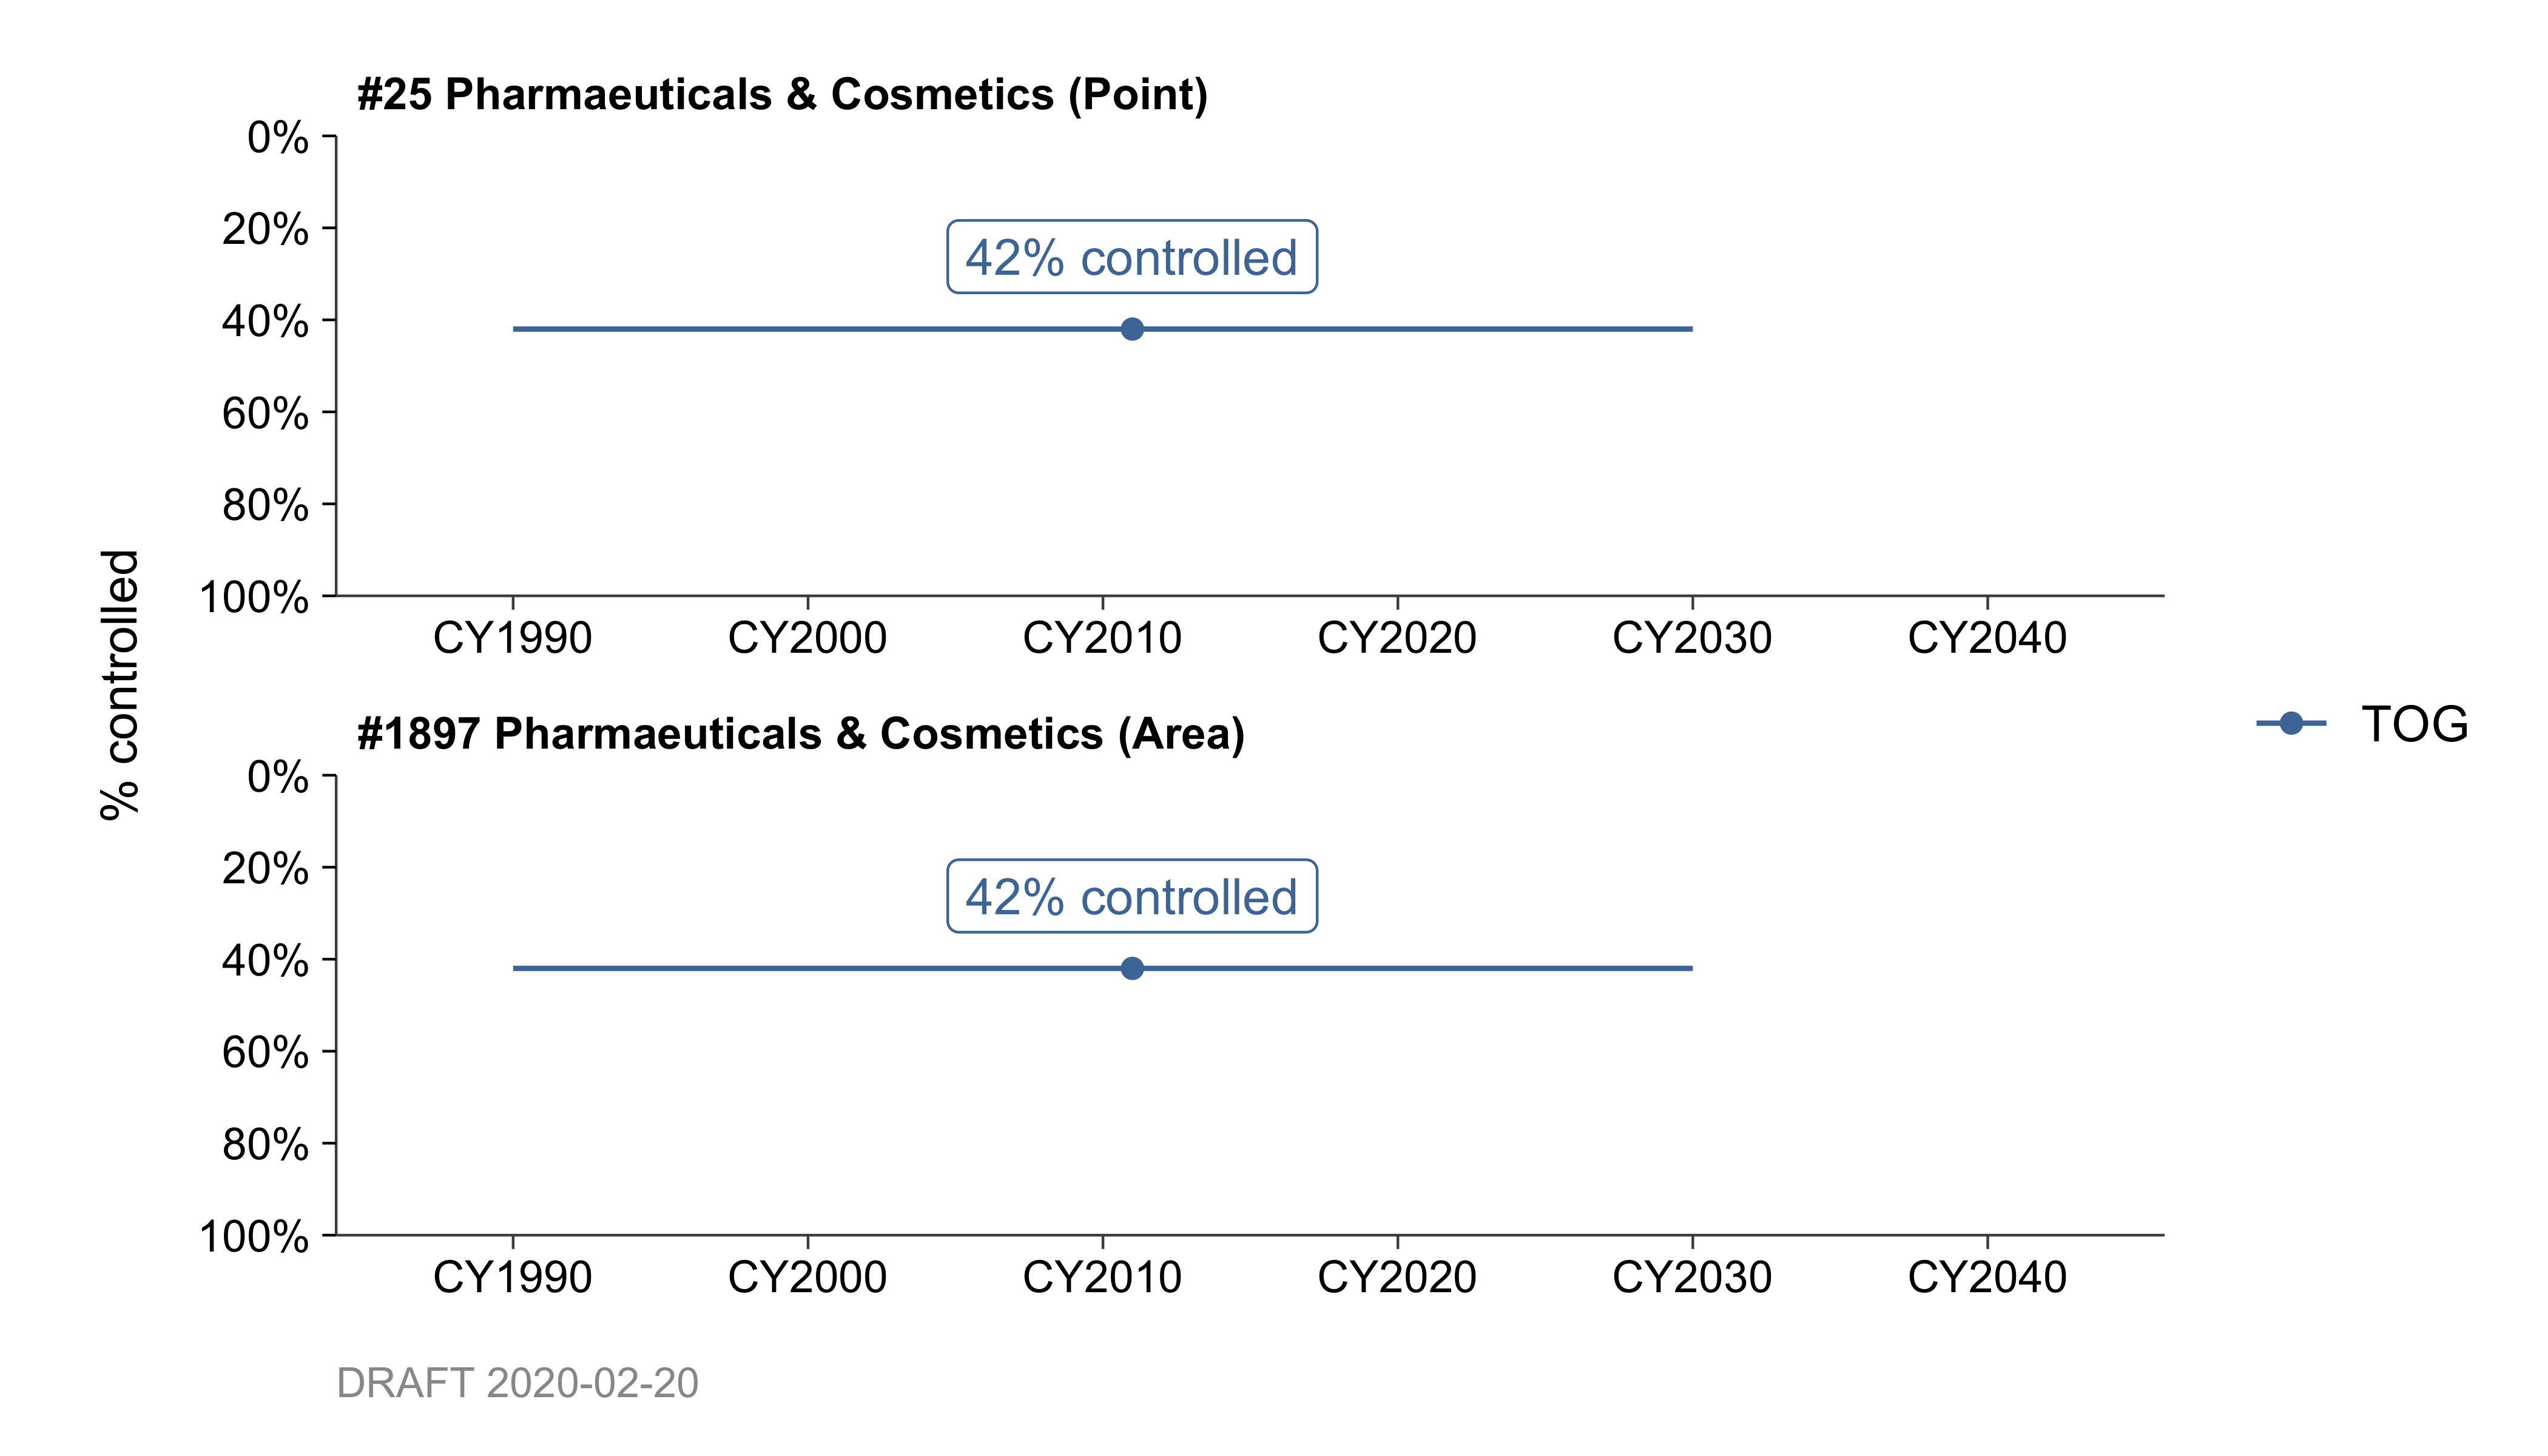 #25 Pharmaeuticals & Cosmetics (Point)
0%
20%
42% controlled
40%
60%
80%
100%
CY1990 CY2000 CY2010 CY2020 CY2030 CY2040
% controlled
#1897 Pharmaeuticals & Cosmetics (Area)
TOG
0%
20%
42% controlled
40%
60%
80%
100%
CY1990 CY2000 CY2010 CY2020 CY2030 CY2040
DRAFT 2020-02-20